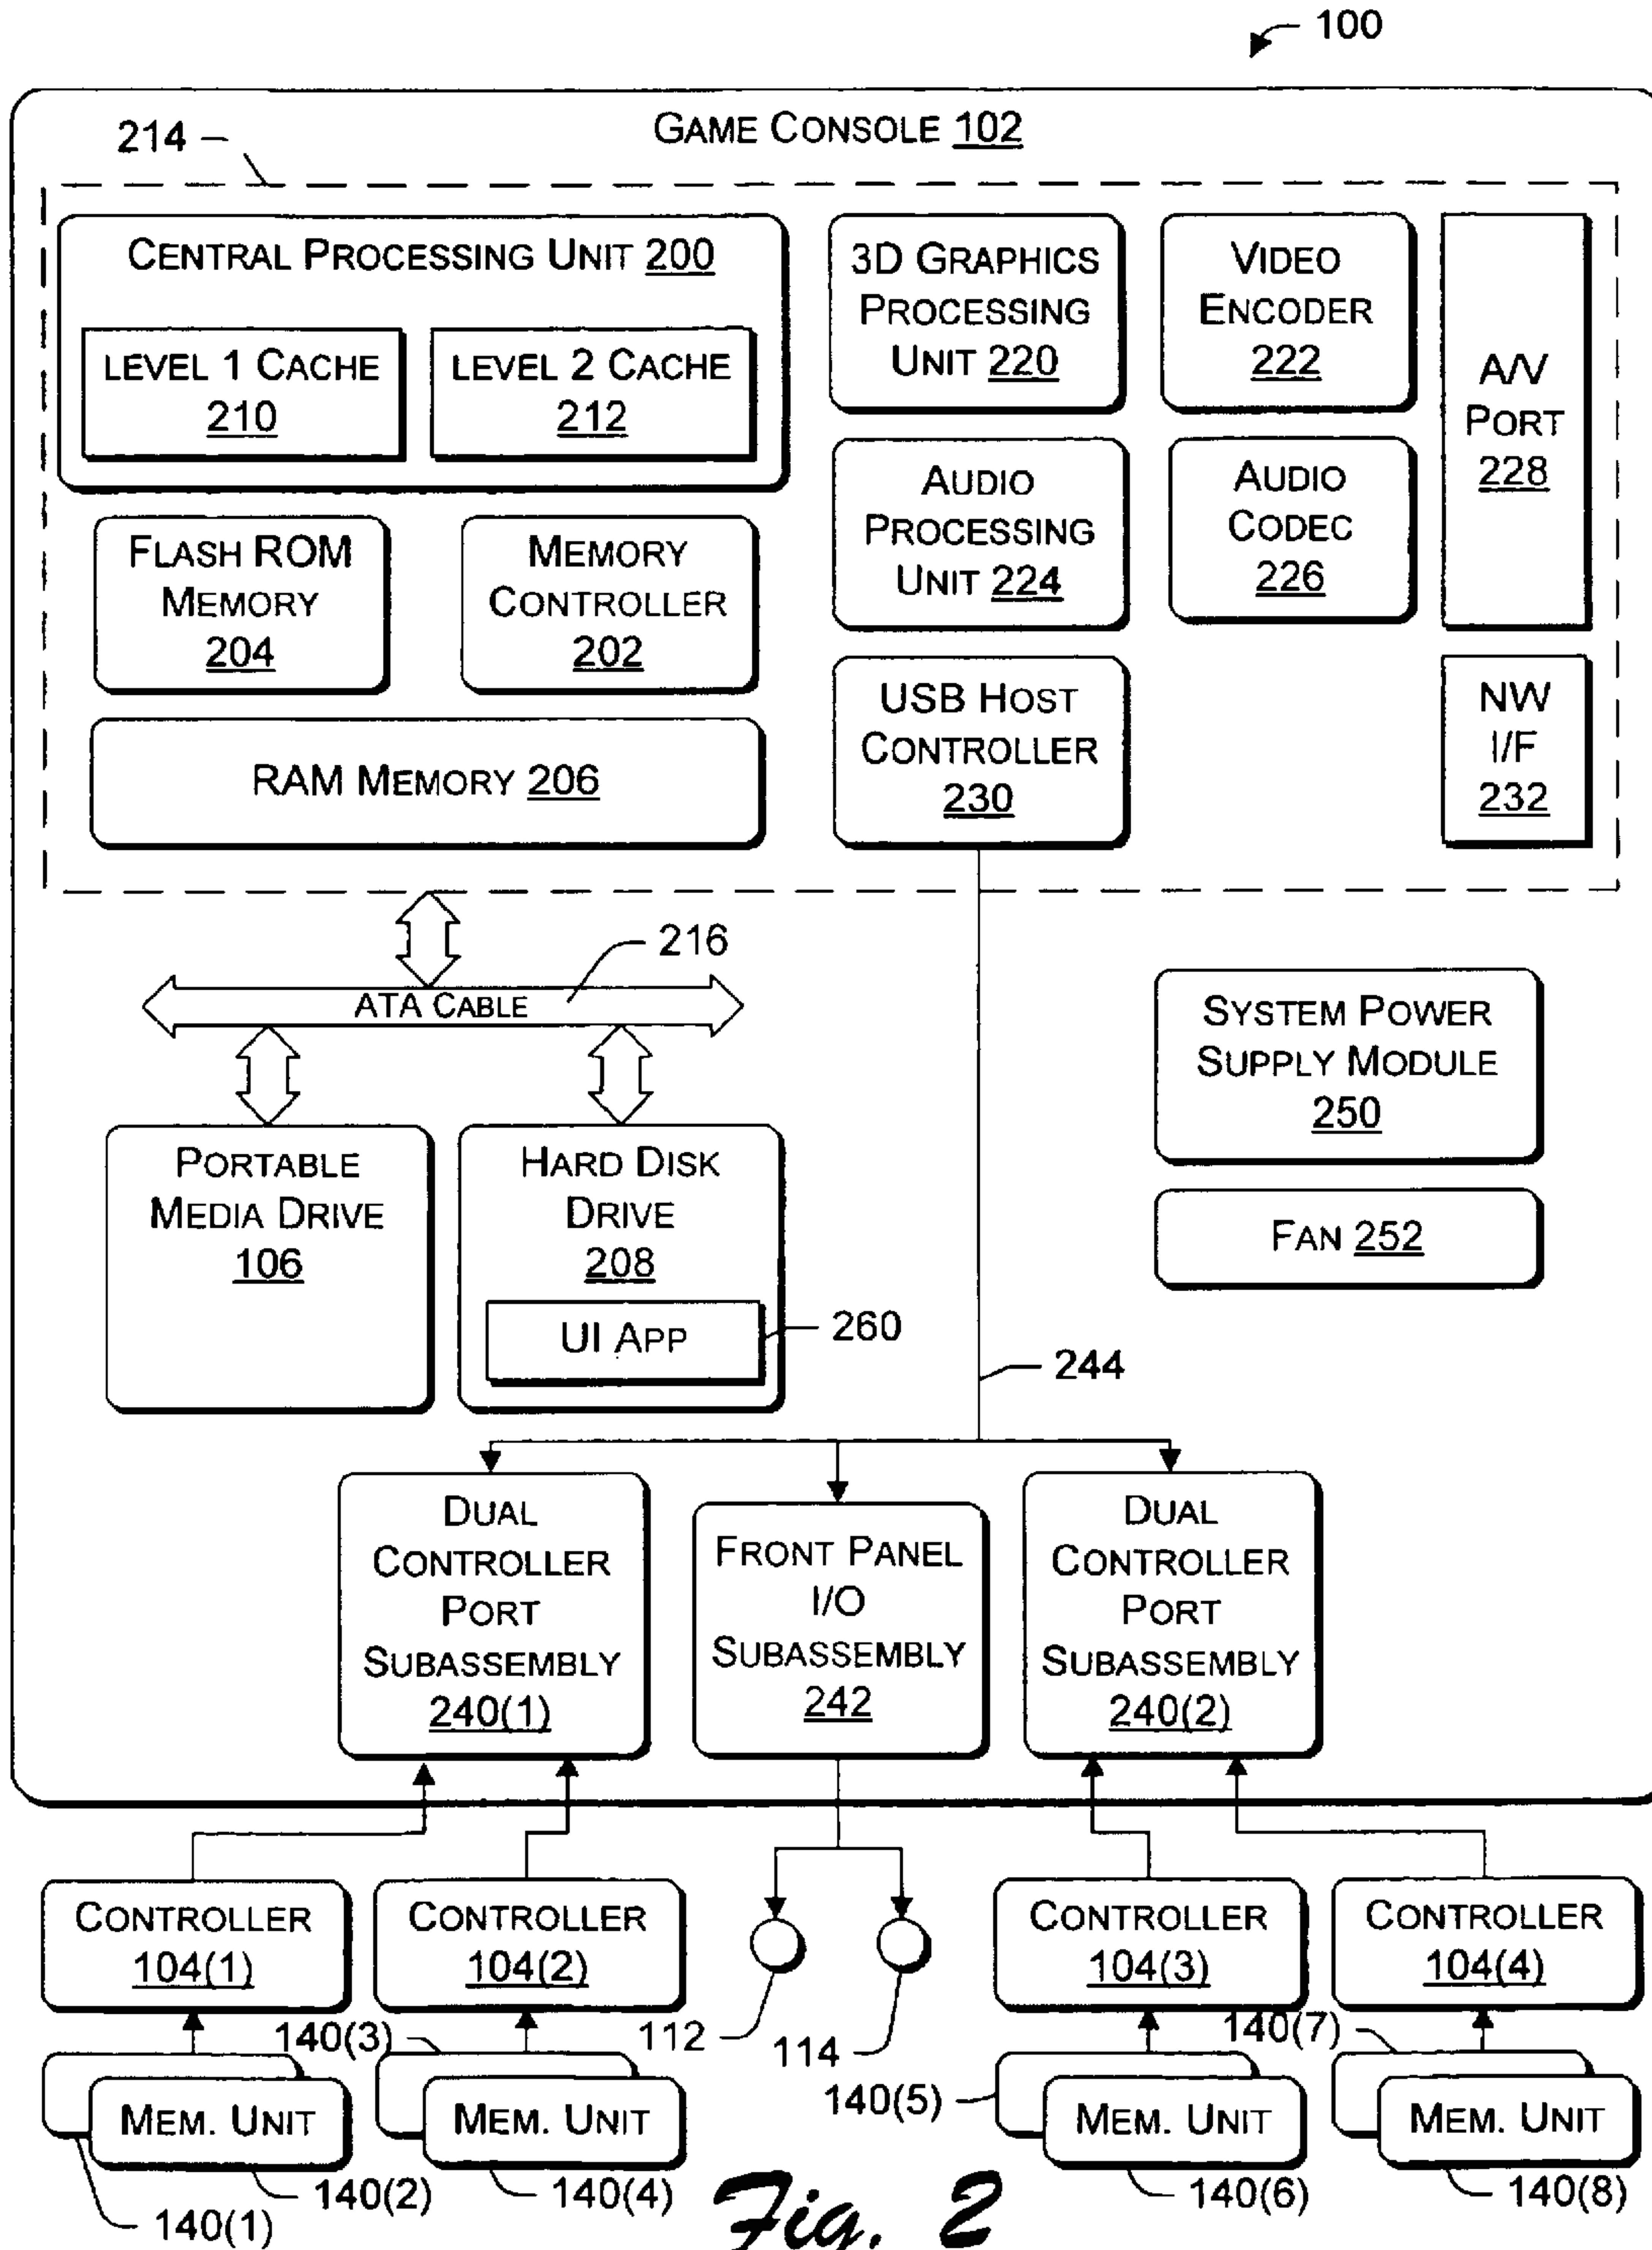 100
GAME CONSOLE 102
214
CENTRAL PROCESSING UNIT 200
LEVEL 1 CACHE
210
LEVEL 2 CACHE
212
3D GRAPHICS
PROCESSING
UNIT 220
VIDEO
ENCODER
222
A/V
PORT
228
FLASH ROM
MEMORY
204
MEMORY
CONTROLLER
202
AUDIO
PROCESSING
UNIT 224
AUDIO
CODEC
226
RAM MEMORY 206
USB HOST
CONTROLLER
230
NW
I/F
232
216
ATA CABLE
SYSTEM POWER
SUPPLY MODULE
250
PORTABLE
MEDIA DRIVE
106
HARD DISK
DRIVE
208
UI APP
260
FAN 252
244
DUAL
CONTROLLER
PORT
SUBASSEMBLY
240(1)
FRONT PANEL
I/O
SUBASSEMBLY
242
DUAL
CONTROLLER
PORT
SUBASSEMBLY
240(2)
CONTROLLER
104(1)
CONTROLLER
104(2)
CONTROLLER
104(3)
CONTROLLER
104(4)
140(3)
112
114
140(7)
140(5)
MEM. UNIT
MEM. UNIT
MEM. UNIT
MEM. UNIT
140(1)
140(2)
140(4)
140(6)
140(8)
Fig. 2